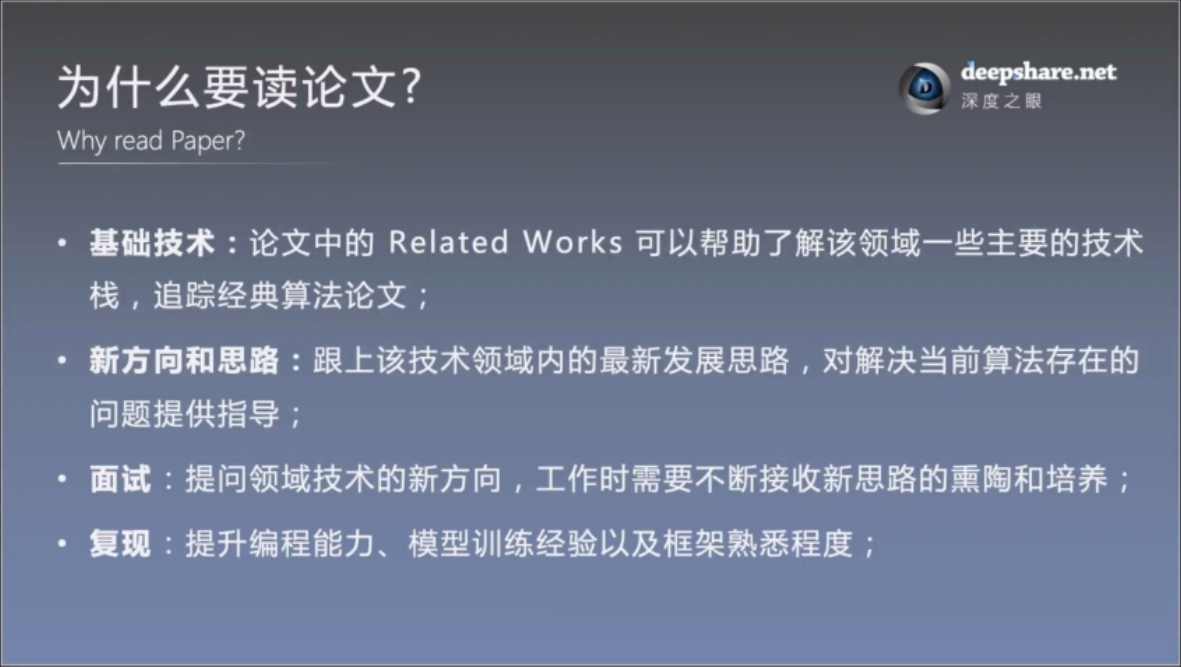 为什么要读论文?
Why read Paper?
deepshare.net
深度之眼
• 基础技术：论文中的 Related Works 可以帮助了解该领域一些主要的技术
栈，追踪经典算法论文；
• 新方向和思路：跟上该技术领域内的最新发展思路，对解决当前算法存在的
问题提供指导；
• 面试：提问领域技术的新方向，工作时需要不断接收新思路的熏陶和培养；
• 复现：提升编程能力、模型训练经验以及框架熟悉程度；